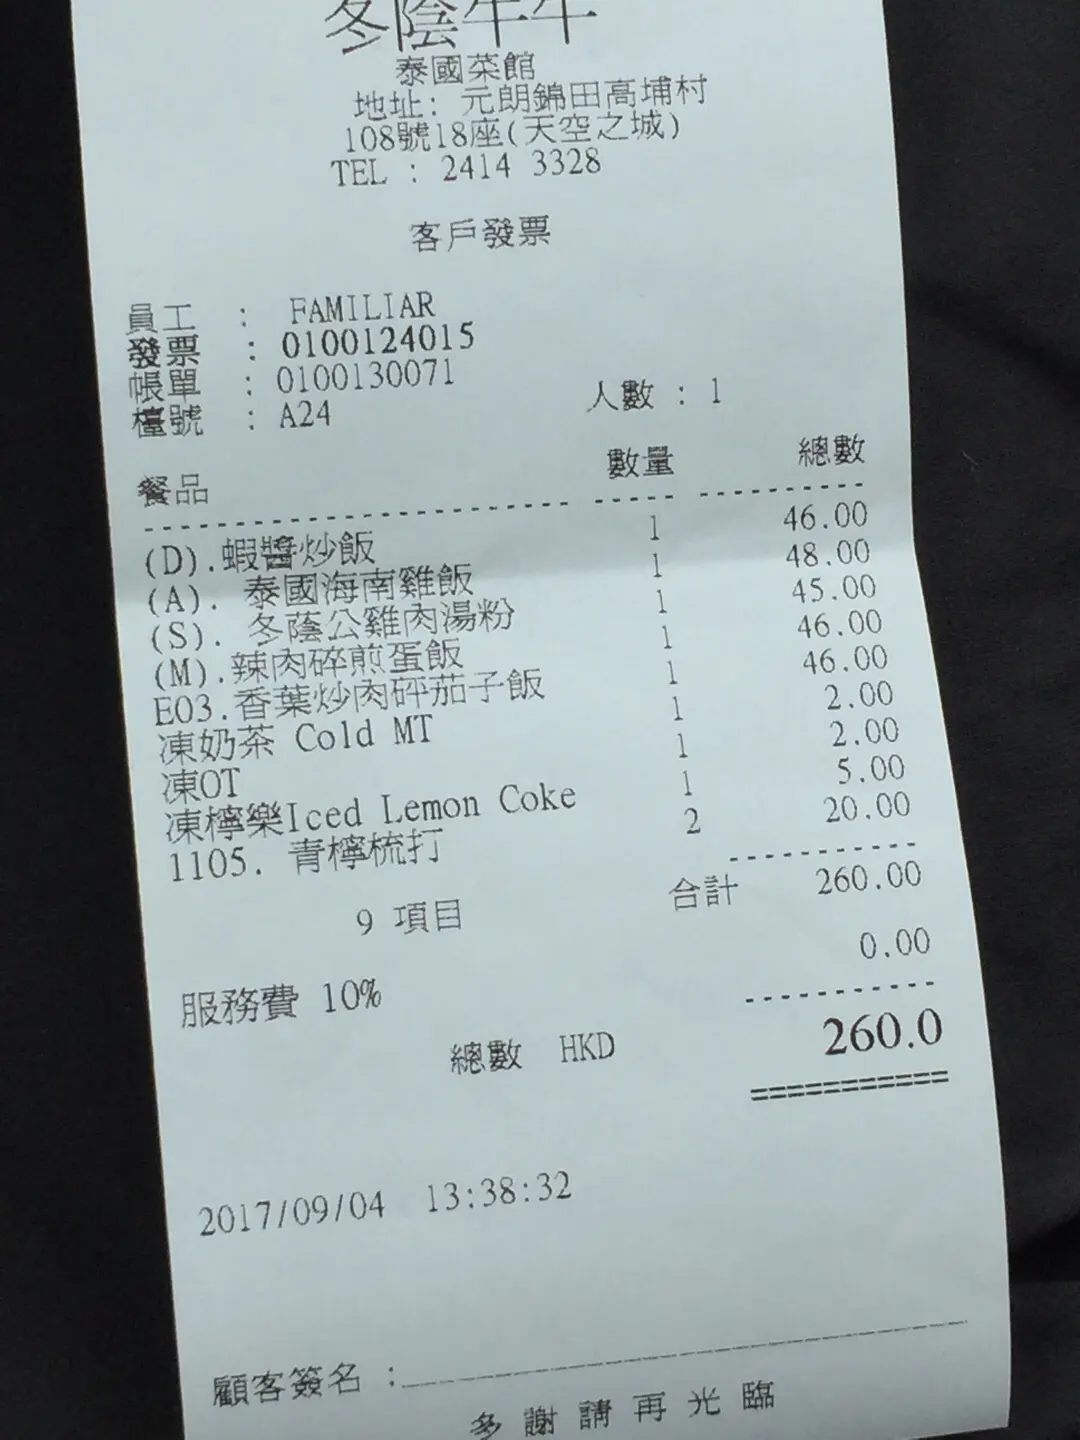 冬陰牛牛
泰國菜館
地址: 元朗錦田高埔村
108號18座(天空之城)
TEL : 2414 3328
客戶發票
員工 : FAMILIAR
發票 : 0100124015
帳單 : 0100130071
檯號 : A24 人數 : 1
餐品 數量 總數
(D).蝦醬炒飯 1 46.00
(A). 泰國海南雞飯 1 48.00
(S). 冬蔭公雞肉湯粉 1 45.00
(M).辣肉碎煎蛋飯 1 46.00
E03.香葉炒肉砰茄子飯 1 46.00
凍奶茶 Cold MT 1 2.00
凍OT 1 2.00
凍檸樂Iced Lemon Coke 1 5.00
1105. 青檸梳打 2 20.00
9 項目 合計 260.00
服務費 10% 0.00
總數 HKD 260.0
2017/09/04 13:38:32
顧客簽名 :
多謝請再光臨